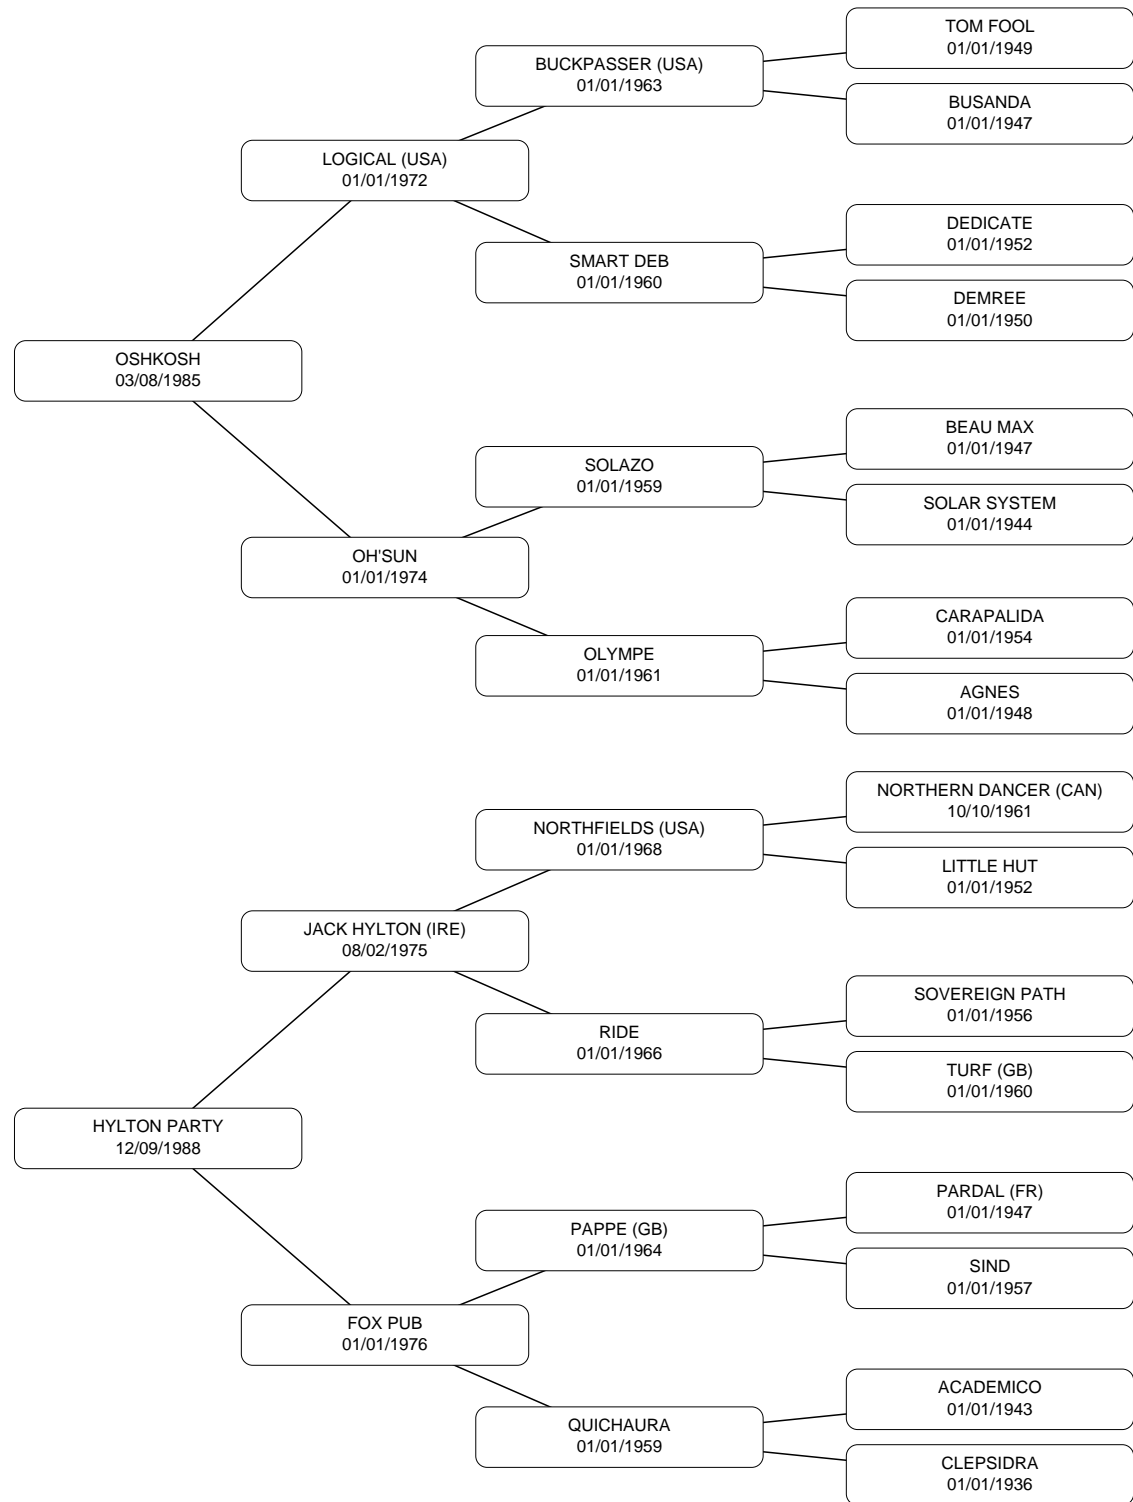 TOM FOOL
01/01/1949
BUCKPASSER (USA)
01/01/1963
BUSANDA
01/01/1947
LOGICAL (USA)
01/01/1972
DEDICATE
01/01/1952
SMART DEB
01/01/1960
DEMREE
01/01/1950
OSHKOSH
03/08/1985
BEAU MAX
01/01/1947
SOLAZO
01/01/1959
SOLAR SYSTEM
01/01/1944
OH'SUN
01/01/1974
CARAPALIDA
01/01/1954
OLYMPE
01/01/1961
AGNES
01/01/1948
NORTHERN DANCER (CAN)
10/10/1961
NORTHFIELDS (USA)
01/01/1968
LITTLE HUT
01/01/1952
JACK HYLTON (IRE)
08/02/1975
SOVEREIGN PATH
01/01/1956
RIDE
01/01/1966
TURF (GB)
01/01/1960
HYLTON PARTY
12/09/1988
PARDAL (FR)
01/01/1947
PAPPE (GB)
01/01/1964
SIND
01/01/1957
FOX PUB
01/01/1976
ACADEMICO
01/01/1943
QUICHAURA
01/01/1959
CLEPSIDRA
01/01/1936